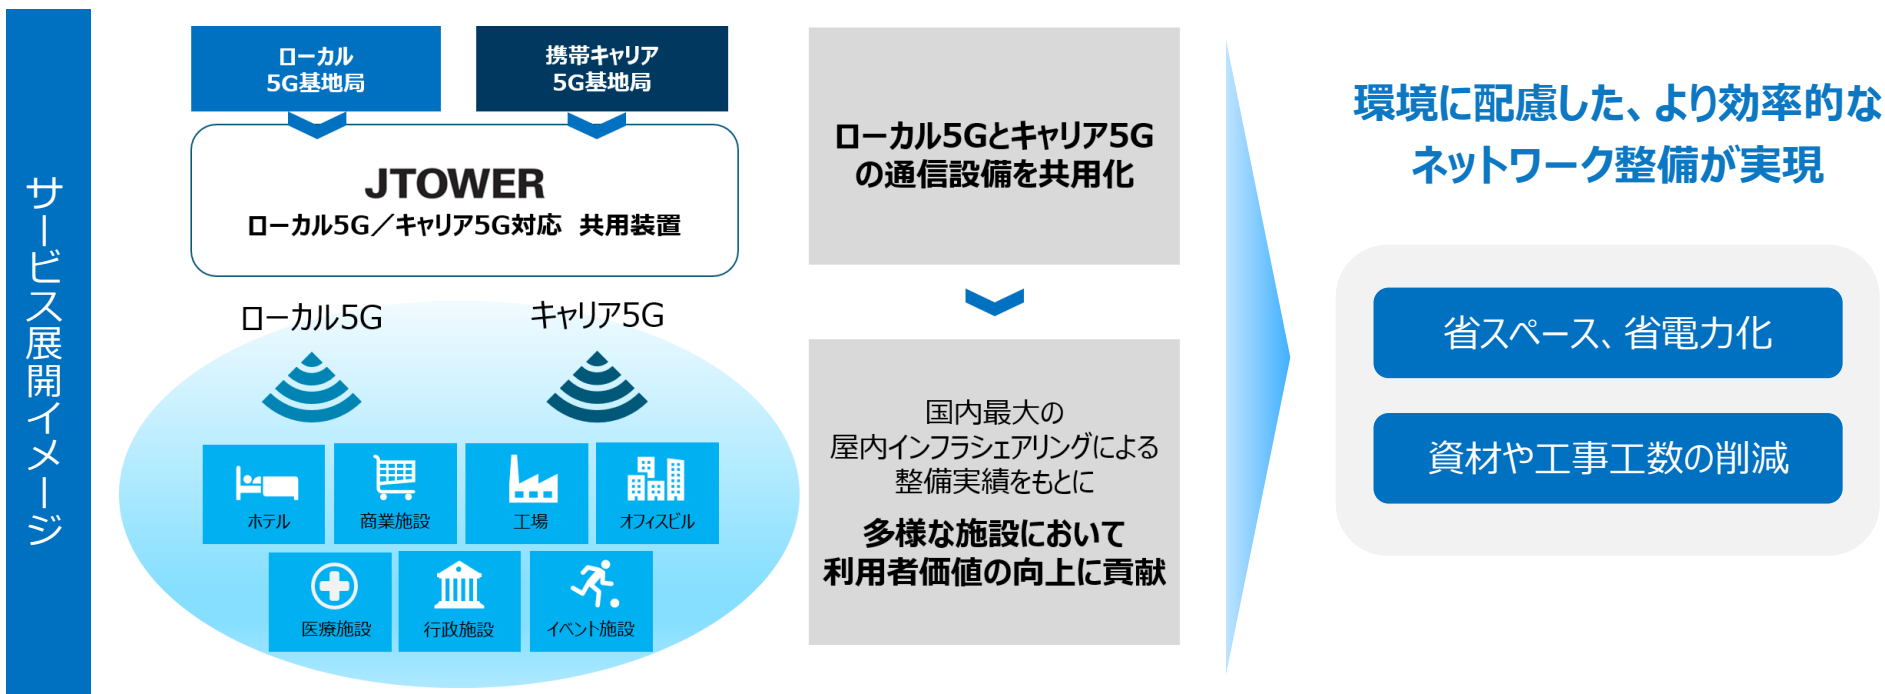 サービス展開イメージ
ローカル
5G基地局
携帯キャリア
5G基地局
JTOWER
ローカル5G／キャリア5G対応 共用装置
ローカル5G
キャリア5G
ホテル
商業施設
工場
オフィスビル
医療施設
行政施設
イベント施設
ローカル5Gとキャリア5G
の通信設備を共用化
国内最大の
屋内インフラシェアリングによる
整備実績をもとに
多様な施設において
利用者価値の向上に貢献
環境に配慮した、より効率的な
ネットワーク整備が実現
省スペース、省電力化
資材や工事工数の削減